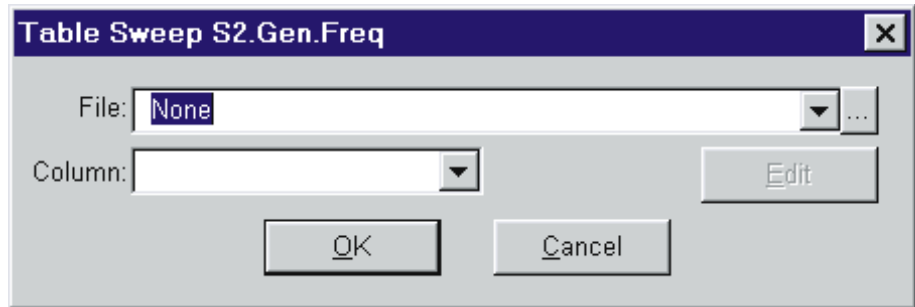 Table Sweep S2.Gen.Freq
File: None ...
Column:
Edit
OK Cancel